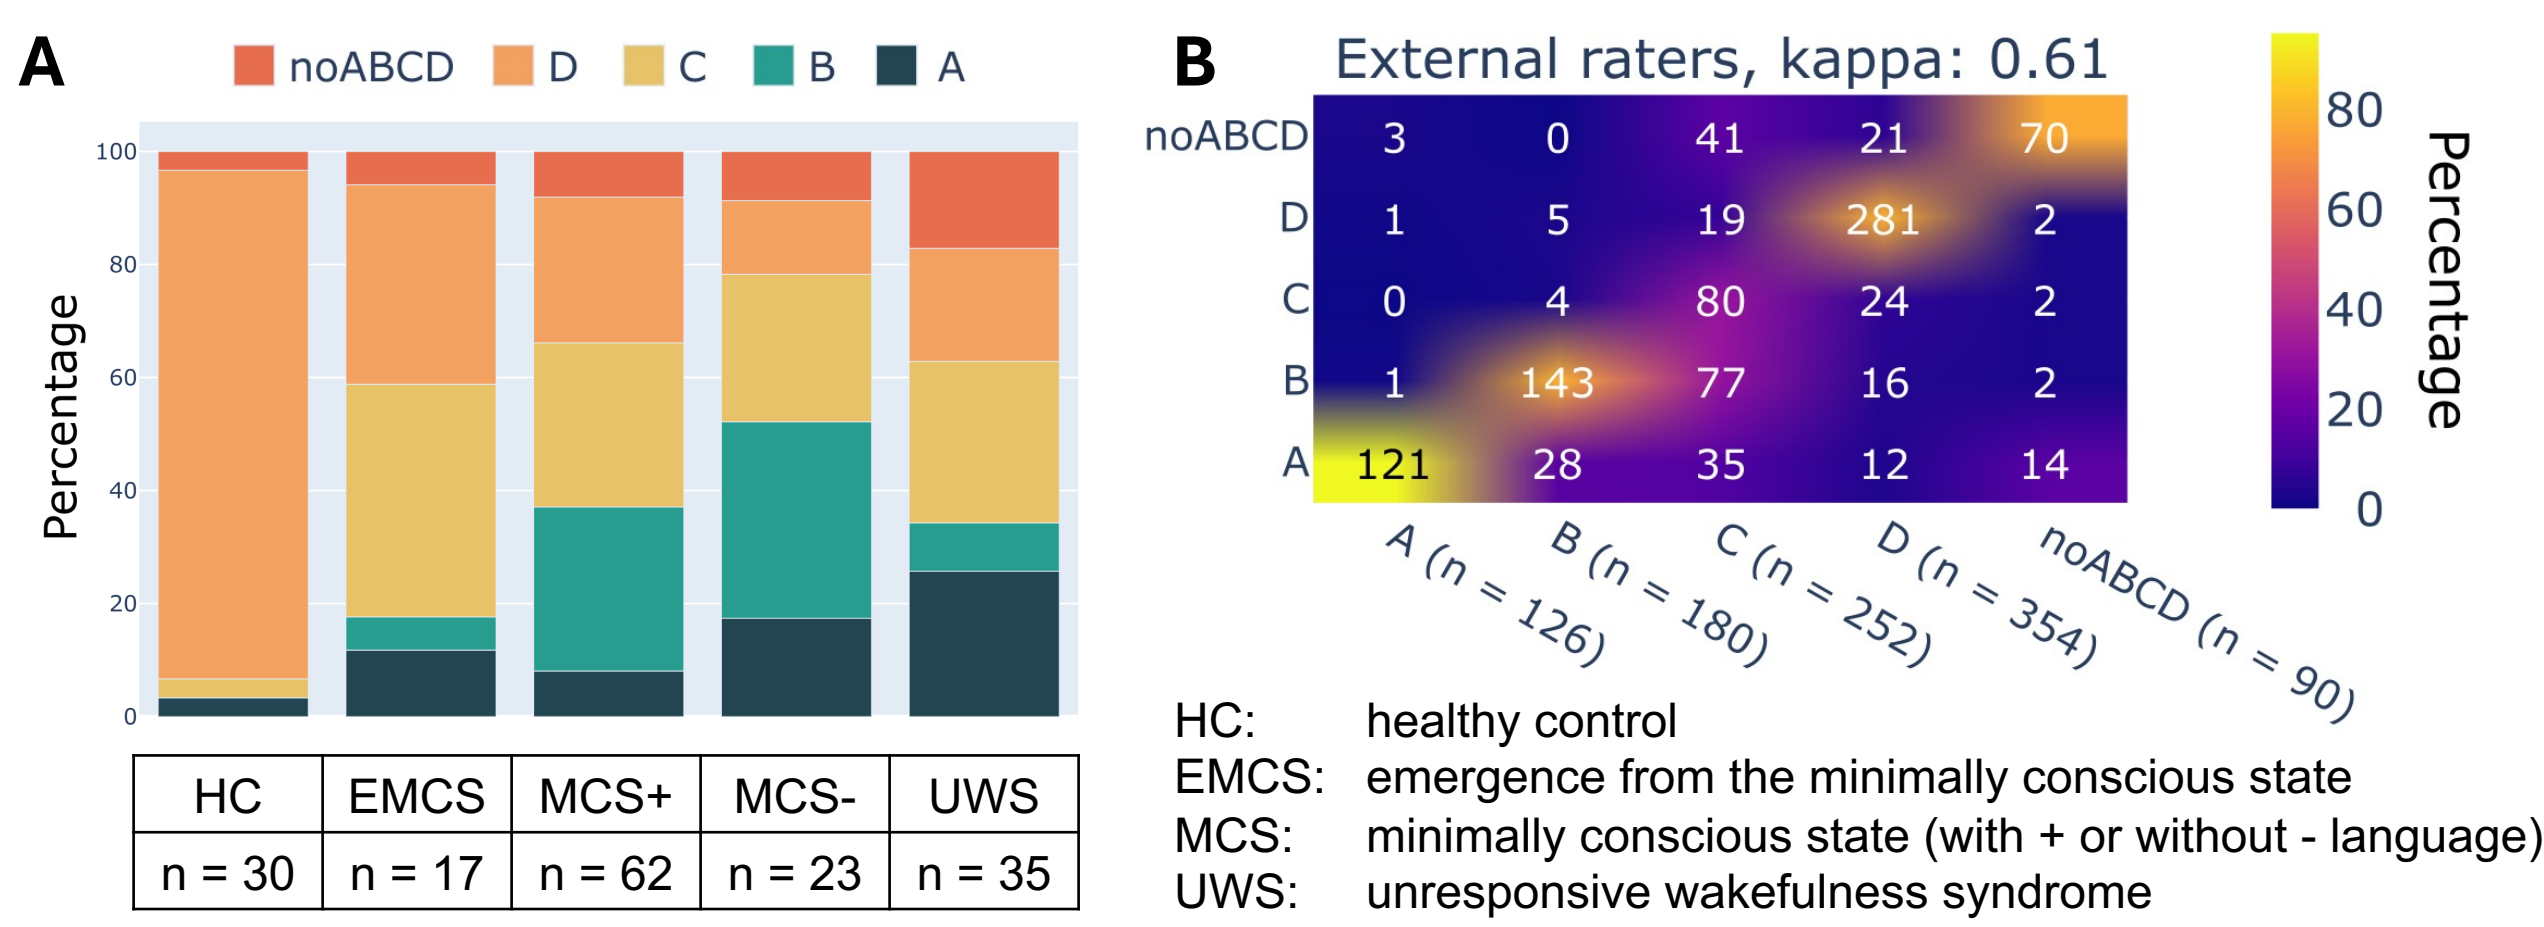 A
noABCD D C B A
Percentage
100
80
60
40
20
0
HC EMCS MCS+ MCS- UWS
n = 30 n = 17 n = 62 n = 23 n = 35
B
External raters, kappa: 0.61
noABCD 3 0 41 21 70
D 1 5 19 281 2
C 0 4 80 24 2
B 1 143 77 16 2
A 121 28 35 12 14
A (n = 126) B (n = 180) C (n = 252) D (n = 354) noABCD (n = 90)
80
60
40
20
0
Percentage
HC: healthy control
EMCS: emergence from the minimally conscious state
MCS: minimally conscious state (with + or without - language)
UWS: unresponsive wakefulness syndrome